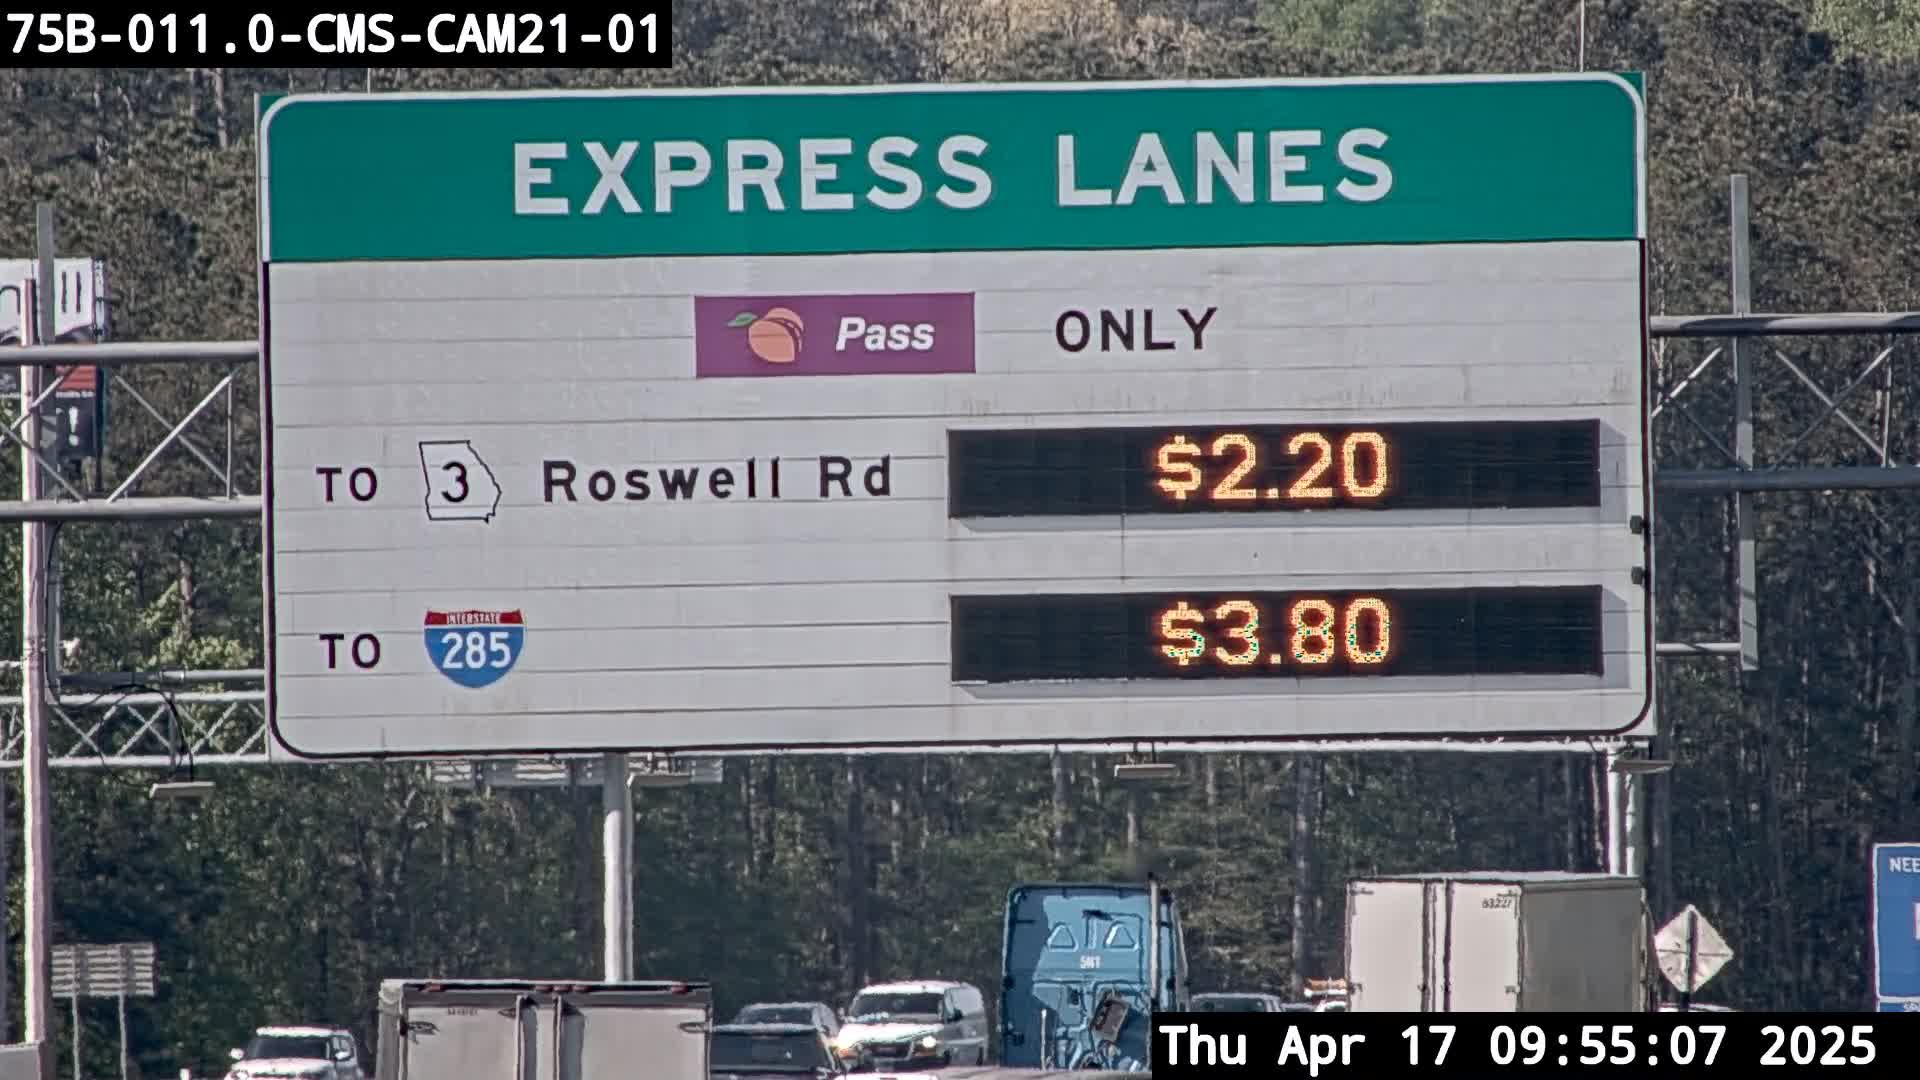 75B-011.0-CMS-CAM21-01
EXPRESS LANES
Pass ONLY
TO 3 Roswell Rd $2.20
TO INTERSTATE 285 $3.80
NEE
Thu Apr 17 09:55:07 2025